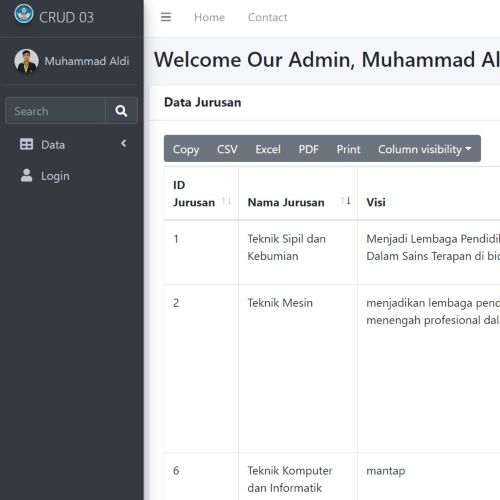 CRUD 03
Home Contact
Muhammad Aldi
Welcome Our Admin, Muhammad Al
Search
Data Jurusan
Data
Login
Copy CSV Excel PDF Print Column visibility
ID
Jurusan Nama Jurusan Visi
1 Teknik Sipil dan Menjadi Lembaga Pendidi
Kebumian Dalam Sains Terapan di bid
2 Teknik Mesin menjadikan lembaga pend
menengah profesional dal
6 Teknik Komputer mantap
dan Informatik